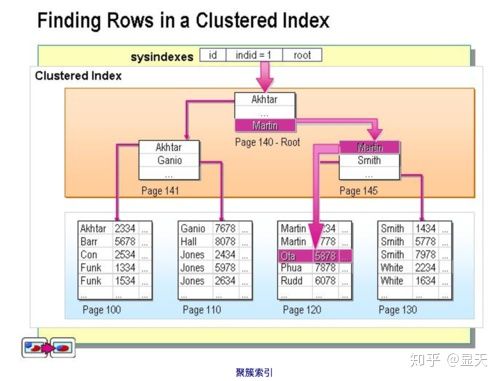 Finding Rows in a Clustered Index
sysindexes id indid = 1 root
Clustered Index
Akhtar
...
Martin
Page 140 - Root
Akhtar
Ganio
...
Page 141
Martin
Smith
...
Page 145
Akhtar 2334 ...
Barr 5678 ...
Con 2534 ...
Funk 1334 ...
Funk 1534 ...
... ... ...
Page 100
Ganio 7678 ...
Hall 8078 ...
Jones 2434 ...
Jones 5978 ...
Jones 2634 ...
... ... ...
Page 110
Martin 234 ...
Martin 778 ...
Ota 5878 ...
Phua 7878 ...
Rudd 6078 ...
... ... ...
Page 120
Smith 1434 ...
Smith 5778 ...
Smith 7978 ...
White 2234 ...
White 1634 ...
... ... ...
Page 130
知乎 @显天
聚簇索引